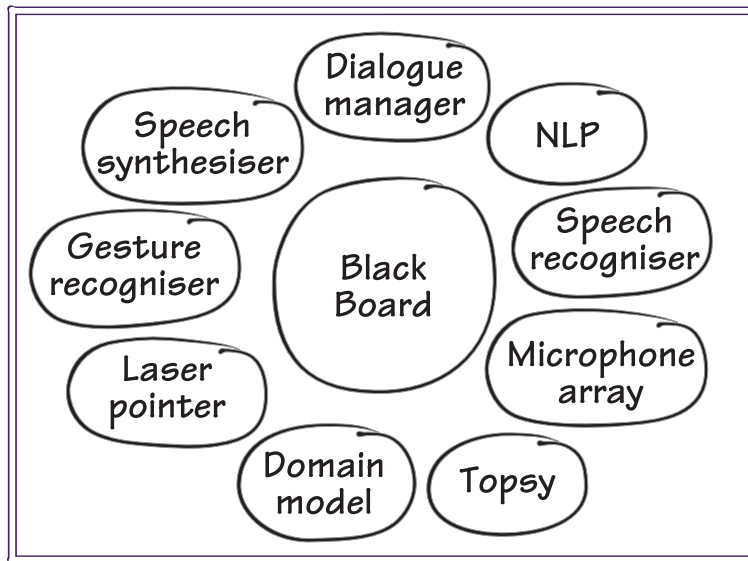 Dialogue
manager
Speech
synthesiser
NLP
Gesture
recogniser
Black
Board
Speech
recogniser
Laser
pointer
Microphone
array
Domain
model
Topsy